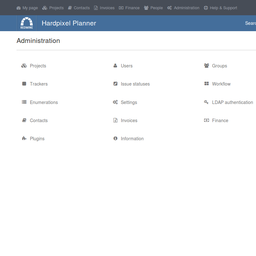 My page Projects Contacts Invoices Finance People Administration Help & Support
Hardpixel Planner Sear
Administration
Projects Users Groups
Trackers Issue statuses Workflow
Enumerations Settings LDAP authentication
Contacts Invoices Finance
Plugins Information